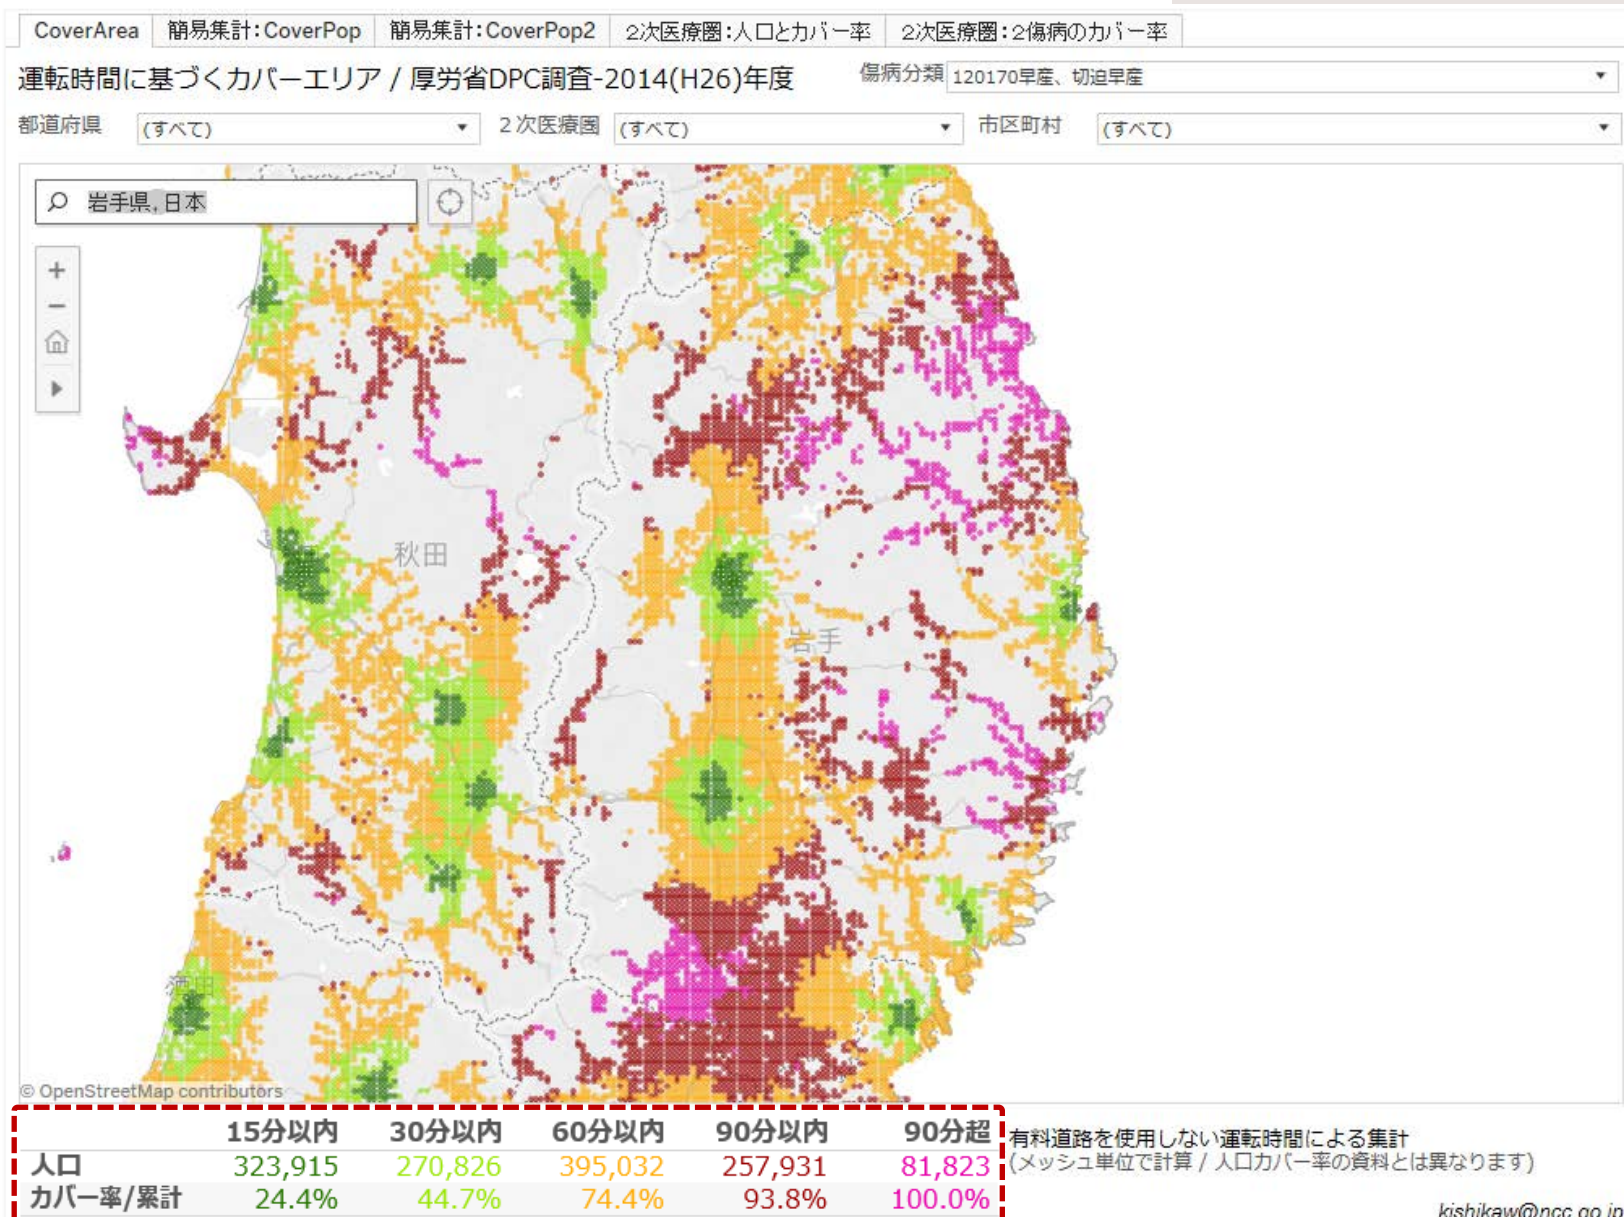 CoverArea 簡易集計:CoverPop 簡易集計:CoverPop2 2次医療圏:人口とカバー率 2次医療圏:2傷病のカバー率
運転時間に基づくカバーエリア / 厚労省DPC調査-2014(H26)年度 傷病分類 120170早産、切迫早産
都道府県 (すべて) 2次医療圏 (すべて) 市区町村 (すべて)
岩手県, 日本
秋田
岩手
酒田
© OpenStreetMap contributors
15分以内 30分以内 60分以内 90分以内 90分超
人口 323,915 270,826 395,032 257,931 81,823
カバー率/累計 24.4% 44.7% 74.4% 93.8% 100.0%
有料道路を使用しない運転時間による集計
(メッシュ単位で計算 / 人口カバー率の資料とは異なります)
kishikaw@ncc.go.jp